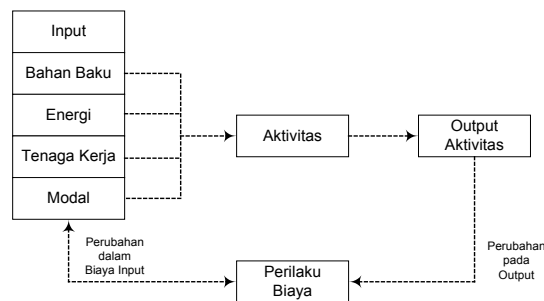 Input
Bahan Baku
Energi
Tenaga Kerja
Modal
Aktivitas
Output
Aktivitas
Perubahan
dalam
Biaya Input
Perilaku
Biaya
Perubahan
pada
Output